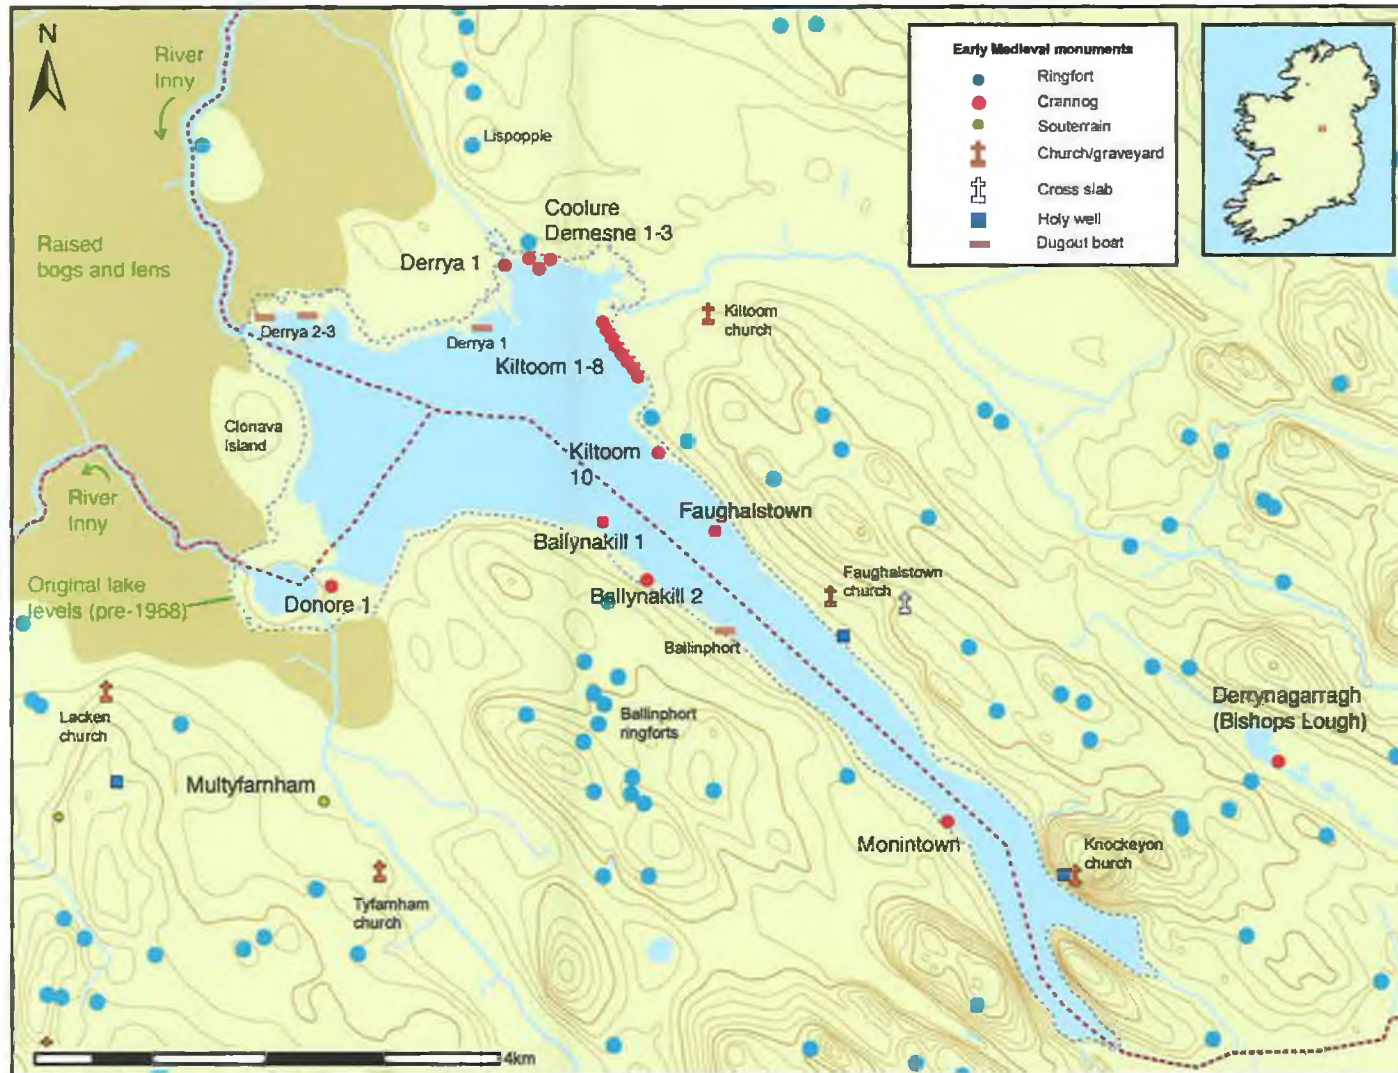 N
River
Inny
Lispopple
Coolure
Demesne 1-3
Derrya 1
Raised
bogs and fens
Derrya 2-3
Derrya 1
Kiltoom
church
Kiltoom 1-8
Clonava
Island
Kiltoom
10
River
Inny
Faughalstown
Ballynakill 1
Original lake
levels (pre-1968)
Donore 1
Ballynakill 2
Faughalstown
church
Ballinphort
Lacken
church
Ballinphort
ringforts
Derrynagarragh
(Bishops Lough)
Multyfarnham
Monintown
Knockeyon
church
Tyfarnham
church
4km
Early Medieval monuments
Ringfort
Crannog
Souterrain
Church/graveyard
Cross slab
Holy well
Dugout boat